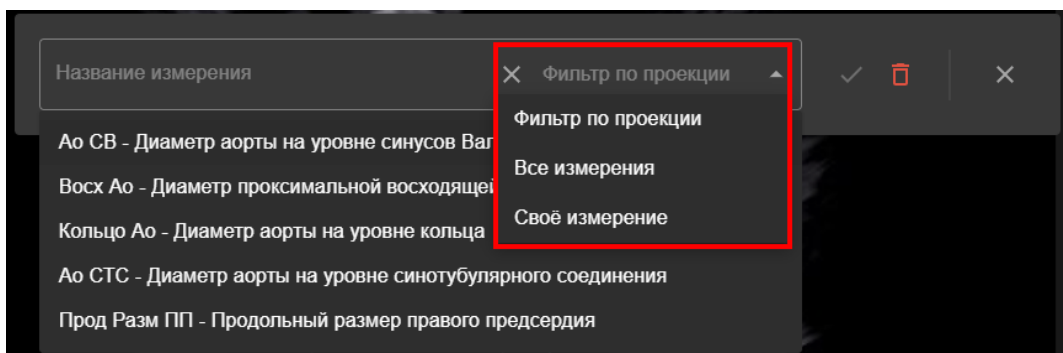 Название измерения
Фильтр по проекции
Фильтр по проекции
Все измерения
Своё измерение
Ао СВ - Диаметр аорты на уровне синусов
Восх Ао - Диаметр проксимальной
Кольцо Ао - Диаметр аорты на уровне кольца
Ао СТС - Диаметр аорты на уровне синотубулярного соединения
Прод Разм ПП - Продольный размер правого предсердия